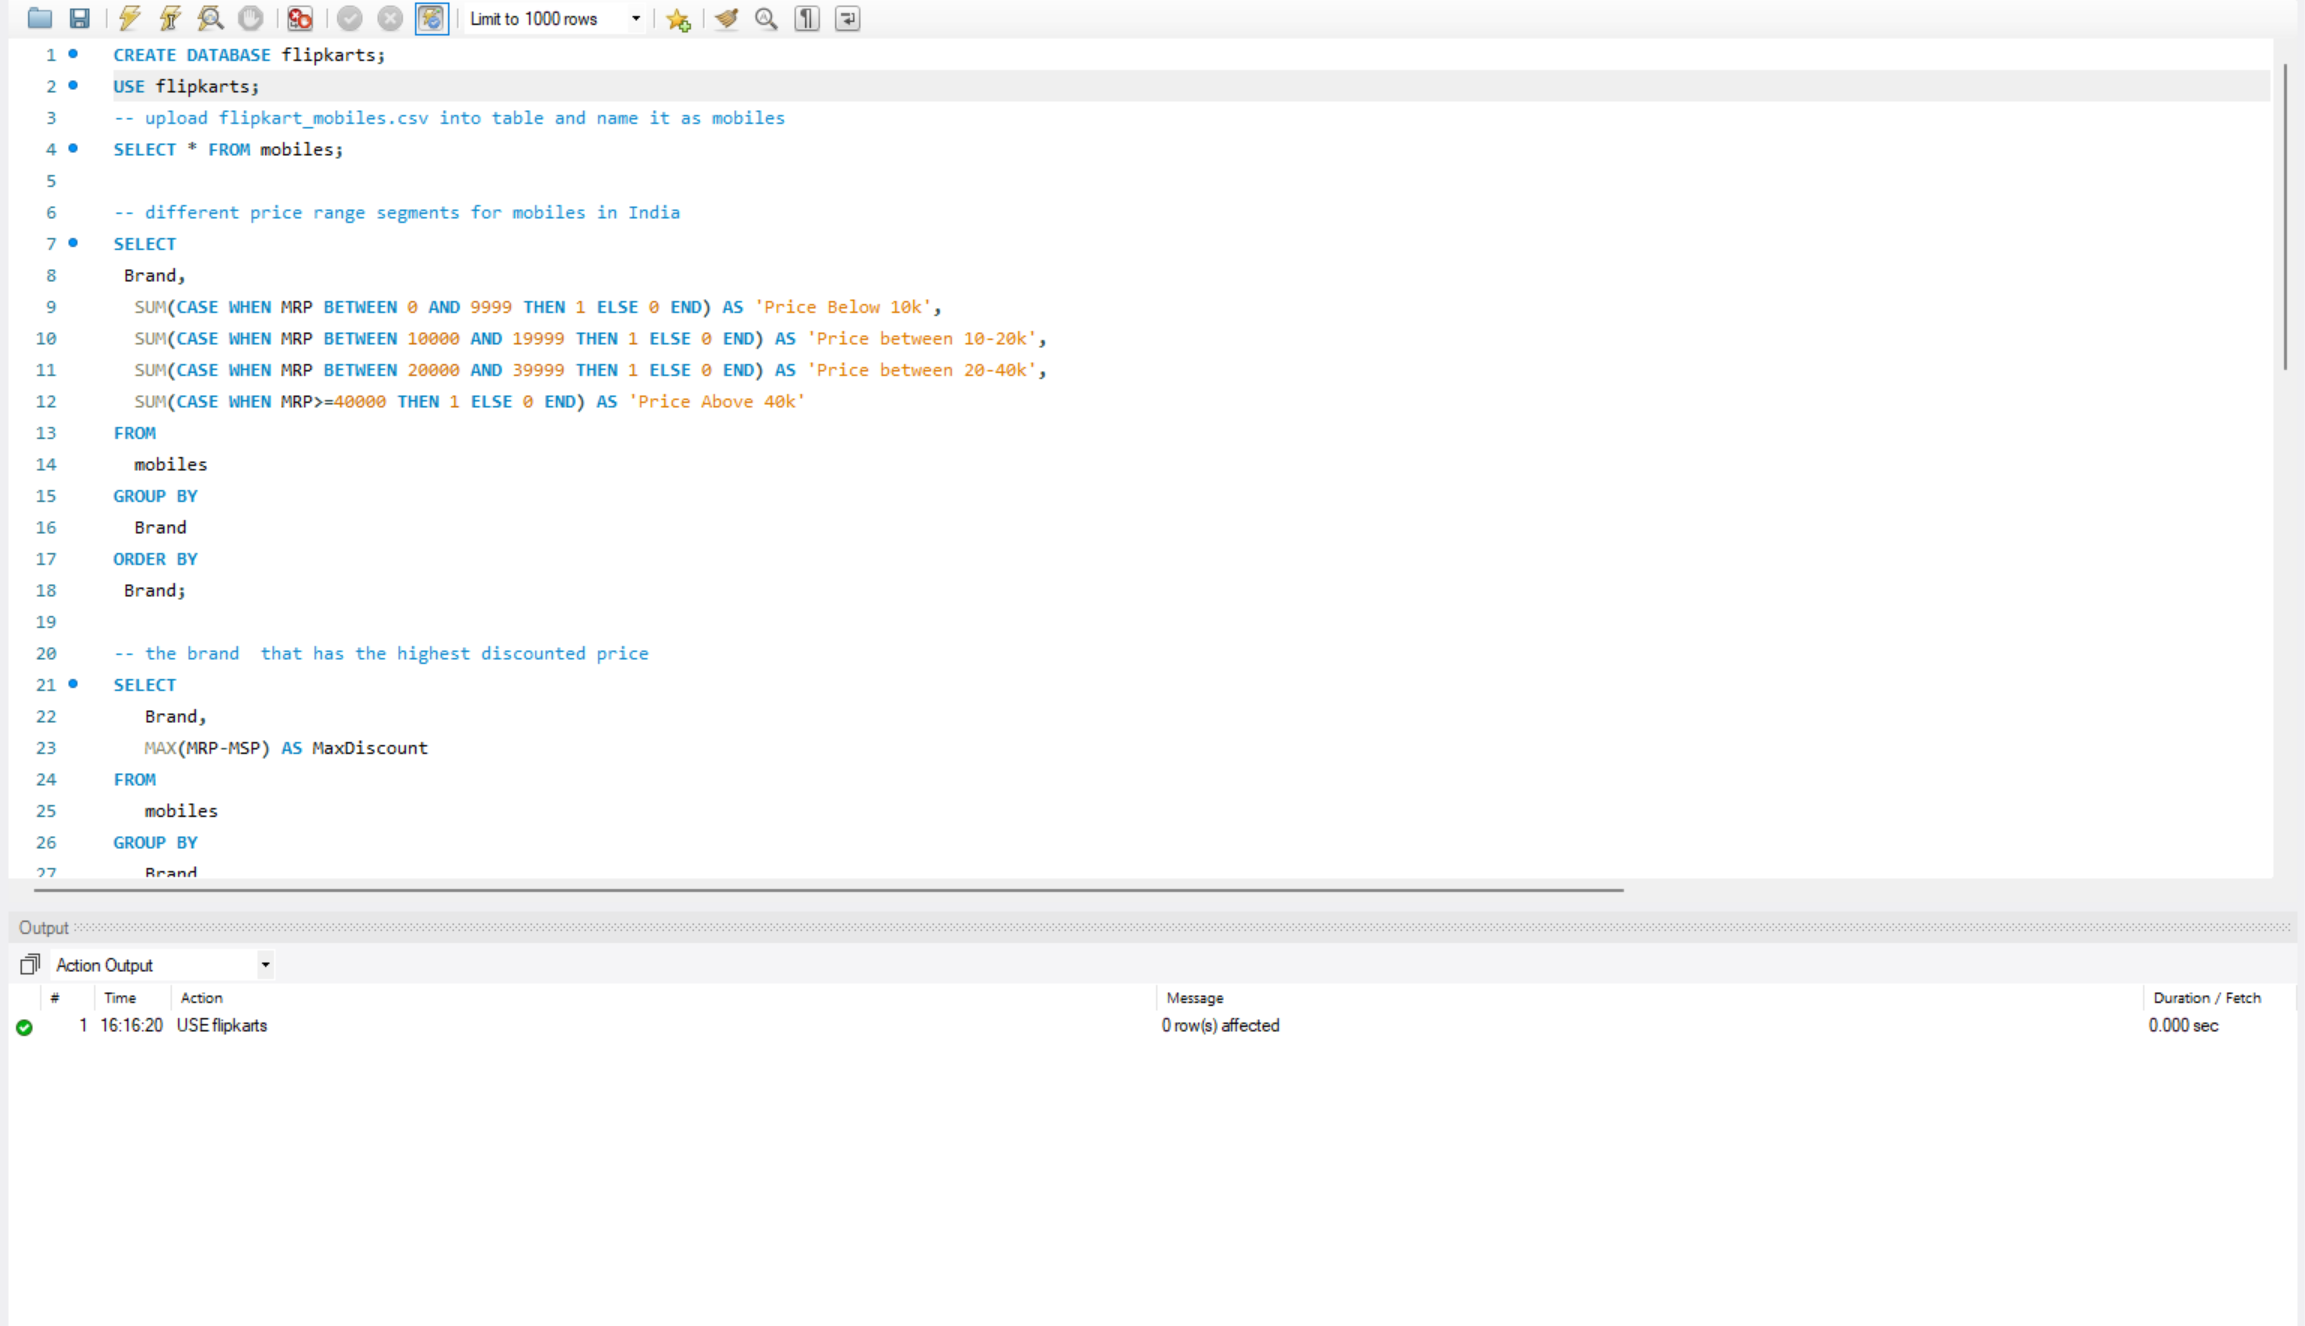 Limit to 1000 rows
1 CREATE DATABASE flipkarts;
2 USE flipkarts;
3 -- upload flipkart_mobiles.csv into table and name it as mobiles
4 SELECT * FROM mobiles;
5
6 -- different price range segments for mobiles in India
7 SELECT
8 Brand,
9 SUM(CASE WHEN MRP BETWEEN 0 AND 9999 THEN 1 ELSE 0 END) AS 'Price Below 10k',
10 SUM(CASE WHEN MRP BETWEEN 10000 AND 19999 THEN 1 ELSE 0 END) AS 'Price between 10-20k',
11 SUM(CASE WHEN MRP BETWEEN 20000 AND 39999 THEN 1 ELSE 0 END) AS 'Price between 20-40k',
12 SUM(CASE WHEN MRP>=40000 THEN 1 ELSE 0 END) AS 'Price Above 40k'
13 FROM
14 mobiles
15 GROUP BY
16 Brand
17 ORDER BY
18 Brand;
19
20 -- the brand  that has the highest discounted price
21 SELECT
22 Brand,
23 MAX(MRP-MSP) AS MaxDiscount
24 FROM
25 mobiles
26 GROUP BY
27 Brand
Output
Action Output
# Time Action Message Duration / Fetch
1 16:16:20 USE flipkarts 0 row(s) affected 0.000 sec